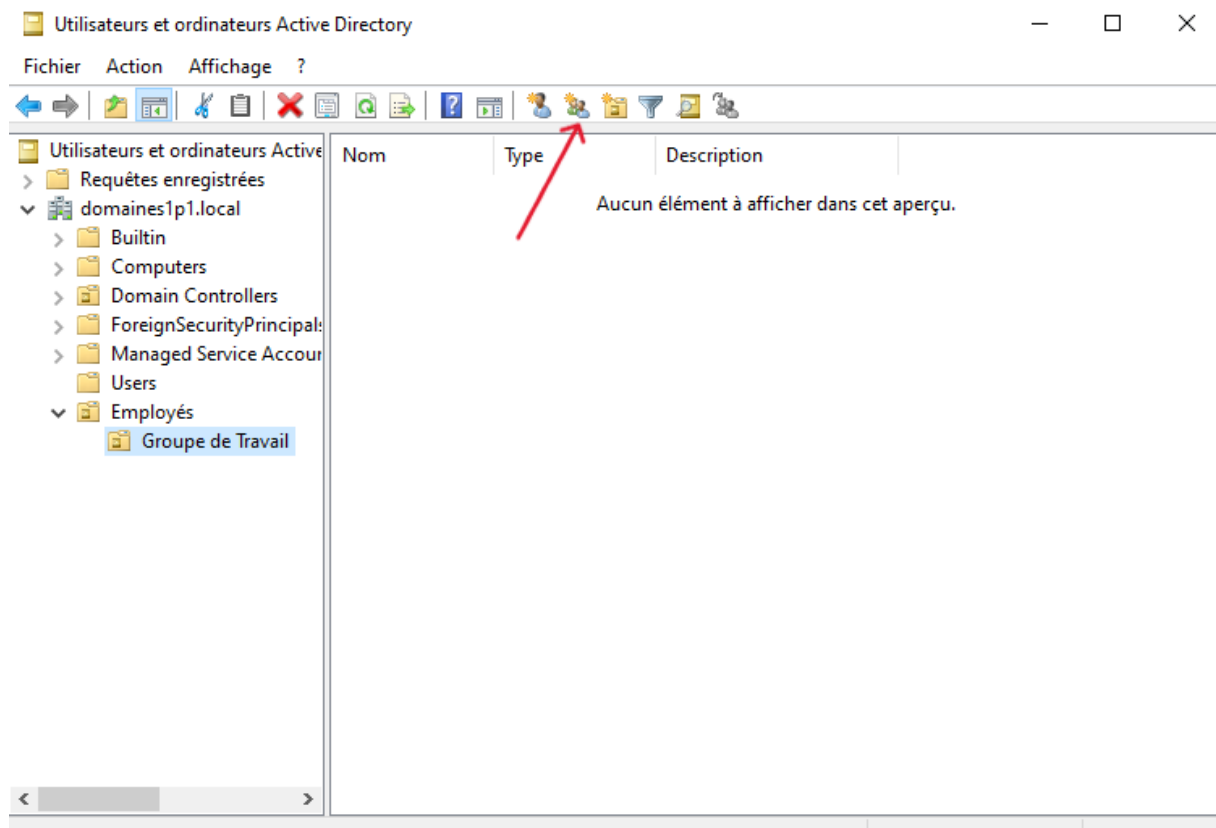 Utilisateurs et ordinateurs Active Directory
Fichier Action Affichage ?
Utilisateurs et ordinateurs Active
Requêtes enregistrées
domaines1p1.local
Builtin
Computers
Domain Controllers
ForeignSecurityPrincipals
Managed Service Accour
Users
Employés
Groupe de Travail
Nom Type Description
Aucun élément à afficher dans cet aperçu.